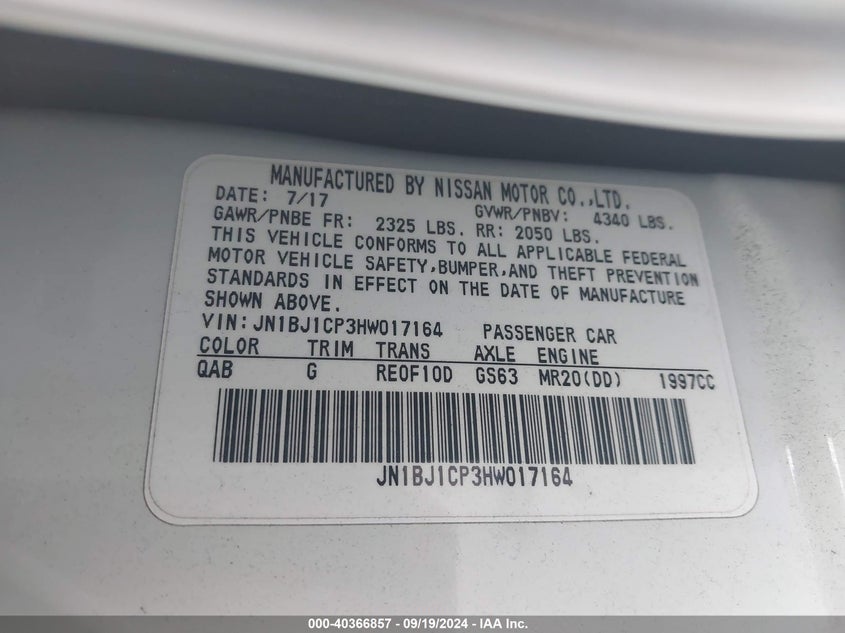 MANUFACTURED BY NISSAN MOTOR CO.,LTD.
DATE: 7/17 GVWR/PNBV: 4340 LBS.
GAWR/PNBE FR: 2325 LBS. RR: 2050 LBS.
THIS VEHICLE CONFORMS TO ALL APPLICABLE FEDERAL
MOTOR VEHICLE SAFETY,BUMPER,AND THEFT PREVENTION
STANDARDS IN EFFECT ON THE DATE OF MANUFACTURE
SHOWN ABOVE.
VIN: JN1BJ1CP3HW017164 PASSENGER CAR
COLOR TRIM TRANS AXLE ENGINE
QAB G RE0F10D GS63 MR20(DD) 1997CC
JN1BJ1CP3HW017164
000-40366857 - 09/19/2024 - IAA Inc.